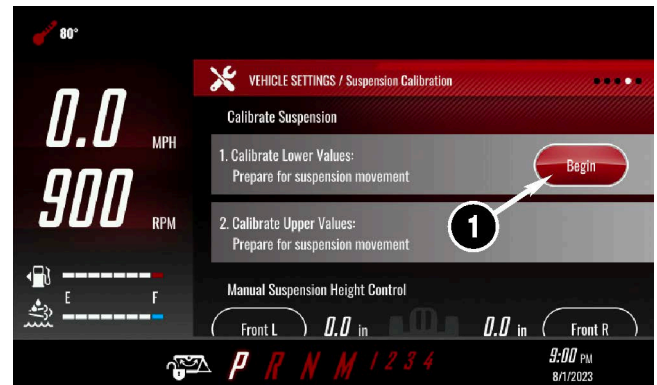 80°
VEHICLE SETTINGS / Suspension Calibration
0.0 MPH
900 RPM
E F
Calibrate Suspension
1. Calibrate Lower Values:
Prepare for suspension movement
Begin
1
2. Calibrate Upper Values:
Prepare for suspension movement
Manual Suspension Height Control
Front L 0.0 in 0.0 in Front R
P R N M 1 2 3 4
9:00 PM
8/1/2023